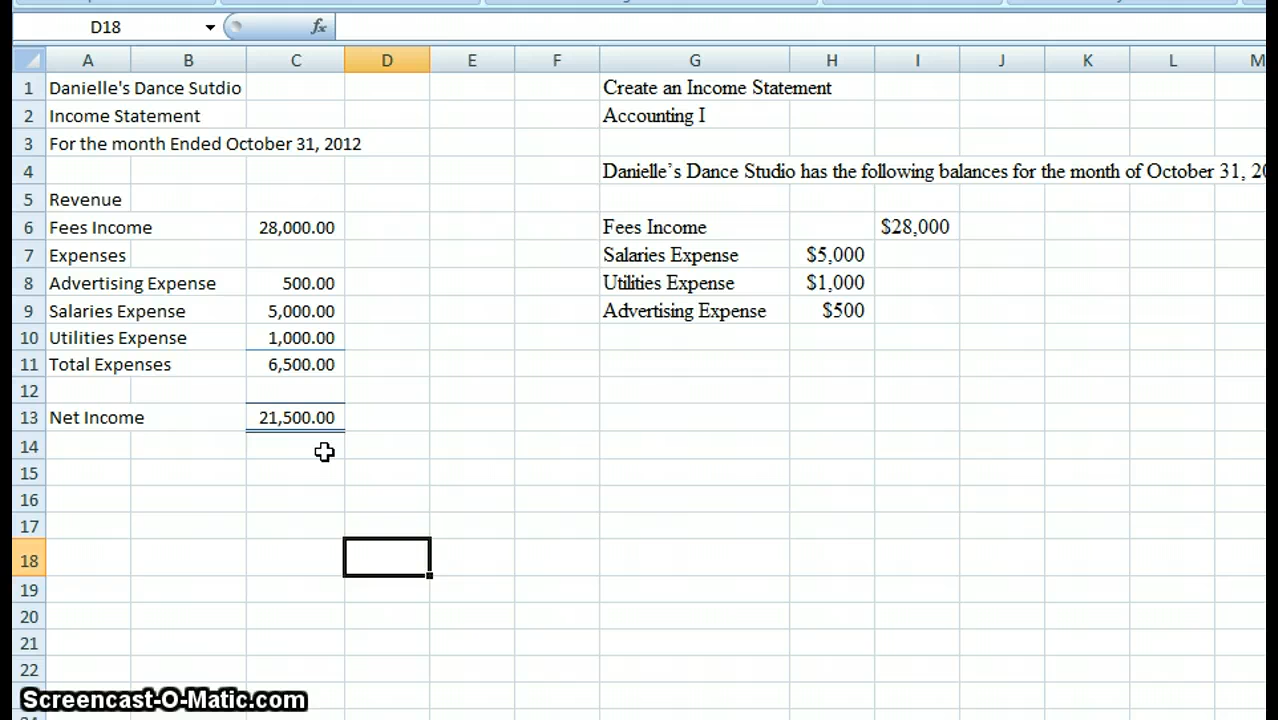 D18 fx
A B C D E F G H I J K L M
1 Danielle's Dance Sutdio Create an Income Statement
2 Income Statement Accounting I
3 For the month Ended October 31, 2012
4 Danielle’s Dance Studio has the following balances for the month of October 31, 20
5 Revenue
6 Fees Income 28,000.00 Fees Income $28,000
7 Expenses Salaries Expense $5,000
8 Advertising Expense 500.00 Utilities Expense $1,000
9 Salaries Expense 5,000.00 Advertising Expense $500
10 Utilities Expense 1,000.00
11 Total Expenses 6,500.00
12
13 Net Income 21,500.00
14
15
16
17
18
19
20
21
22
Screencast-O-Matic.com